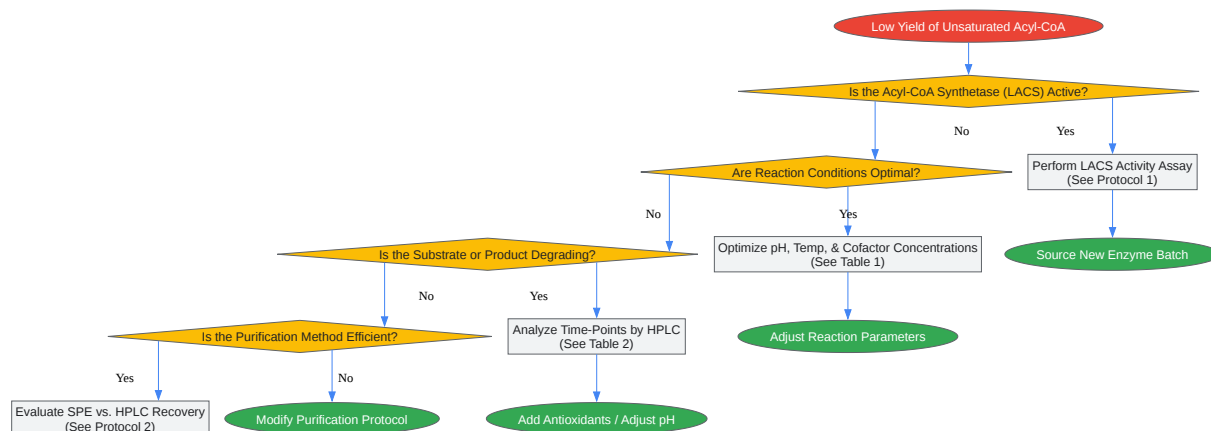 Low Yield of Unsaturated Acyl-CoA
Is the Acyl-CoA Synthetase (LACS) Active?
No
Yes
Are Reaction Conditions Optimal?
Perform LACS Activity Assay
(See Protocol 1)
No
Yes
Is the Substrate or Product Degrading?
Optimize pH, Temp, & Cofactor Concentrations
(See Table 1)
Source New Enzyme Batch
No
Yes
Is the Purification Method Efficient?
Analyze Time-Points by HPLC
(See Table 2)
Adjust Reaction Parameters
Yes
No
Evaluate SPE vs. HPLC Recovery
(See Protocol 2)
Modify Purification Protocol
Add Antioxidants / Adjust pH